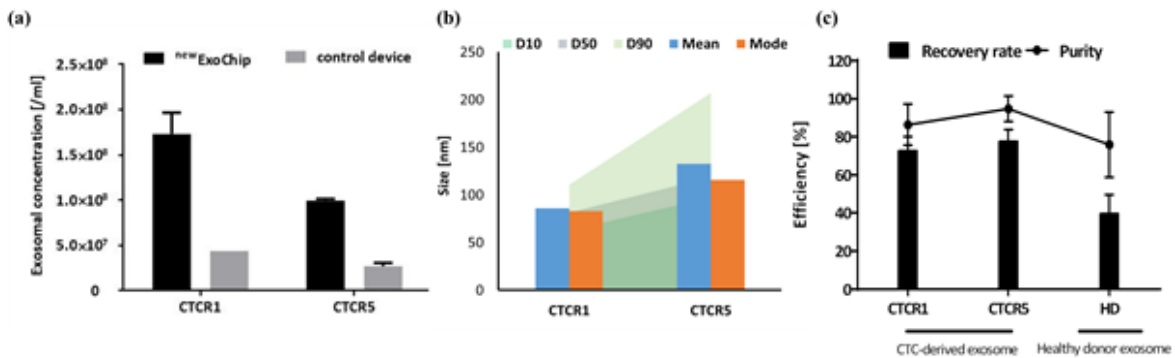 (a)
newExoChip control device
Exosomal concentration [/ml]
2.5×10⁸
2.0×10⁸
1.5×10⁸
1.0×10⁸
5.0×10⁷
0
CTCR1 CTCR5
(b)
D10 D50 D90 Mean Mode
Size [nm]
250
200
150
100
50
0
CTCR1 CTCR5
(c)
Recovery rate Purity
Efficiency [%]
120
100
80
60
40
20
0
CTCR1 CTCR5 HD
CTC-derived exosome Healthy donor exosome